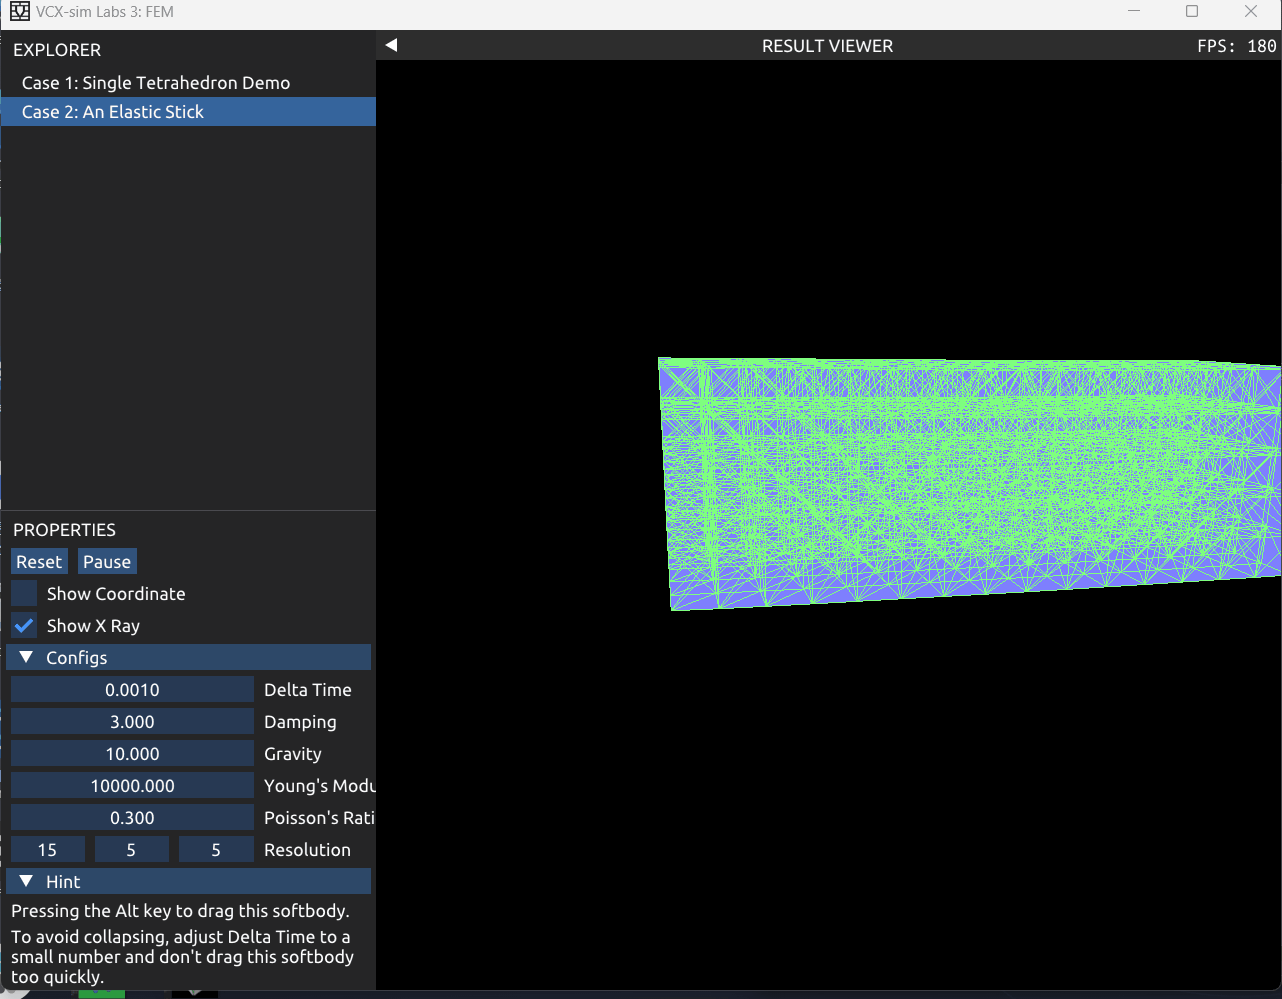 VCX-sim Labs 3: FEM
EXPLORER
Case 1: Single Tetrahedron Demo
Case 2: An Elastic Stick
RESULT VIEWER
FPS: 180
PROPERTIES
Reset Pause
Show Coordinate
Show X Ray
Configs
0.0010 Delta Time
3.000 Damping
10.000 Gravity
10000.000 Young's Modu
0.300 Poisson's Rati
15 5 5 Resolution
Hint
Pressing the Alt key to drag this softbody.
To avoid collapsing, adjust Delta Time to a
small number and don't drag this softbody
too quickly.